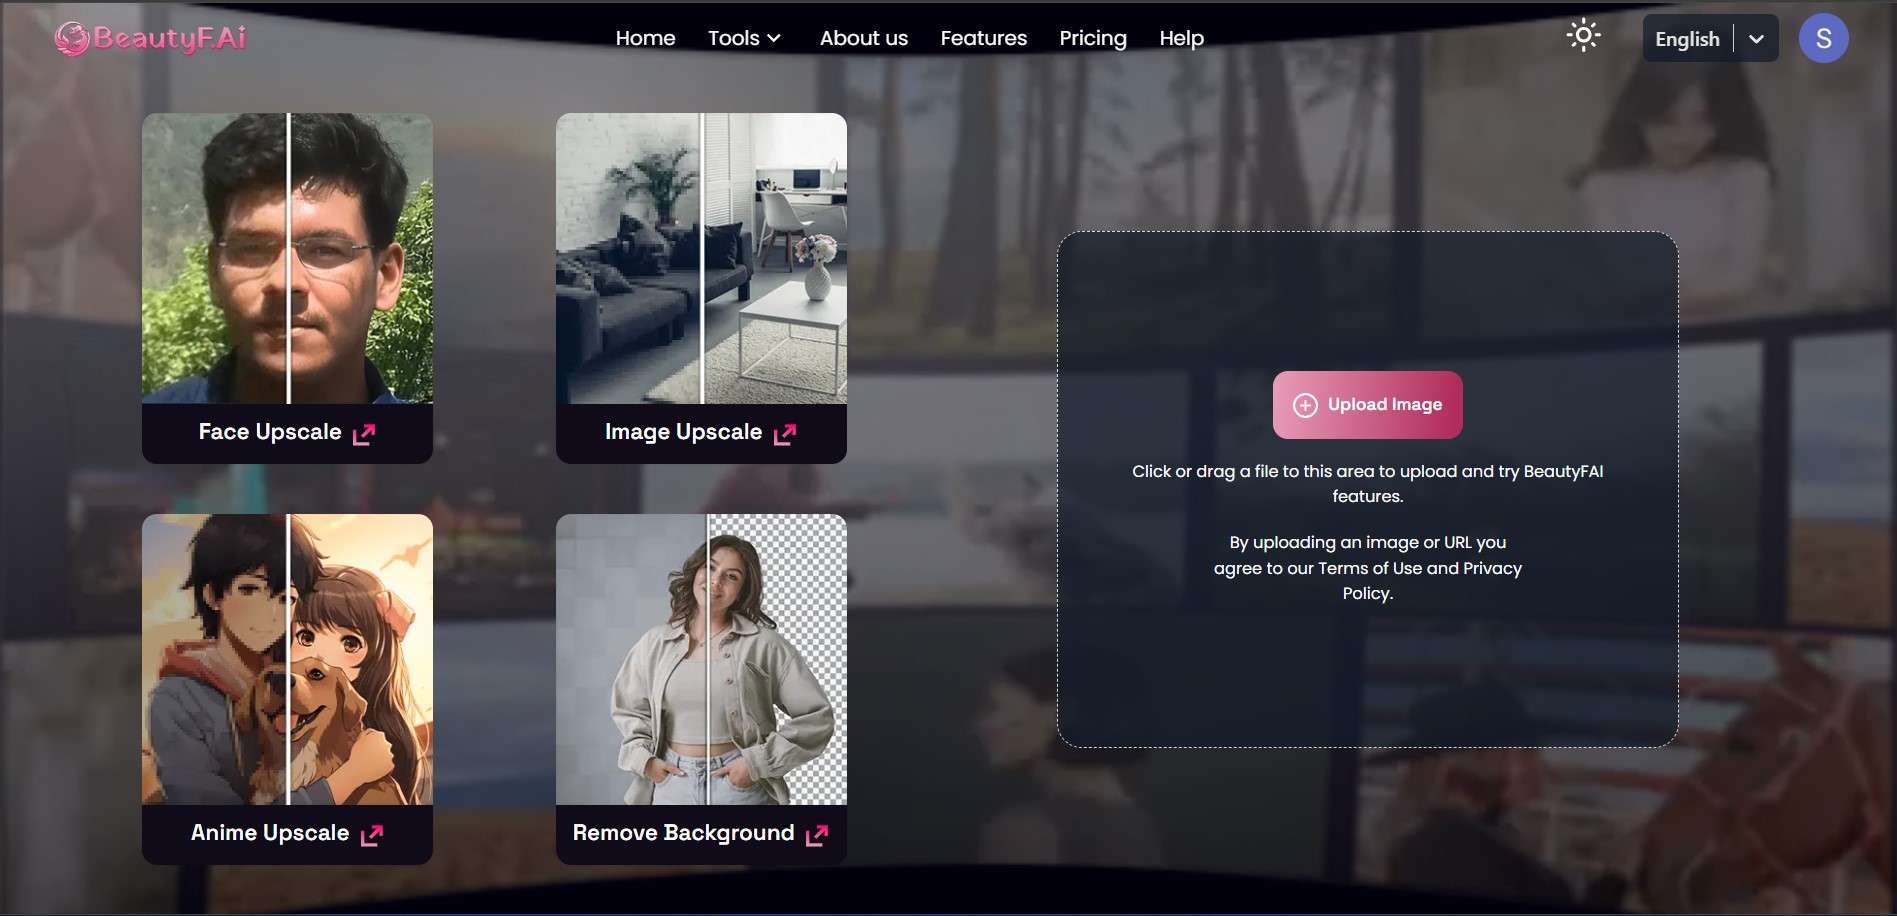 BeautyF.Ai
Home
Tools
About us
Features
Pricing
Help
English
S
Face Upscale
Image Upscale
Upload Image
Click or drag a file to this area to upload and try BeautyFAI
features.
By uploading an image or URL you
agree to our Terms of Use and Privacy
Policy.
Anime Upscale
Remove Background